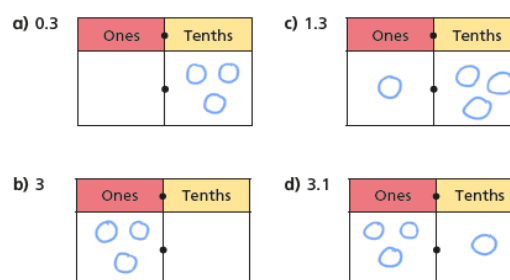 a) 0.3
Ones Tenths
b) 3
Ones Tenths
c) 1.3
Ones Tenths
d) 3.1
Ones Tenths